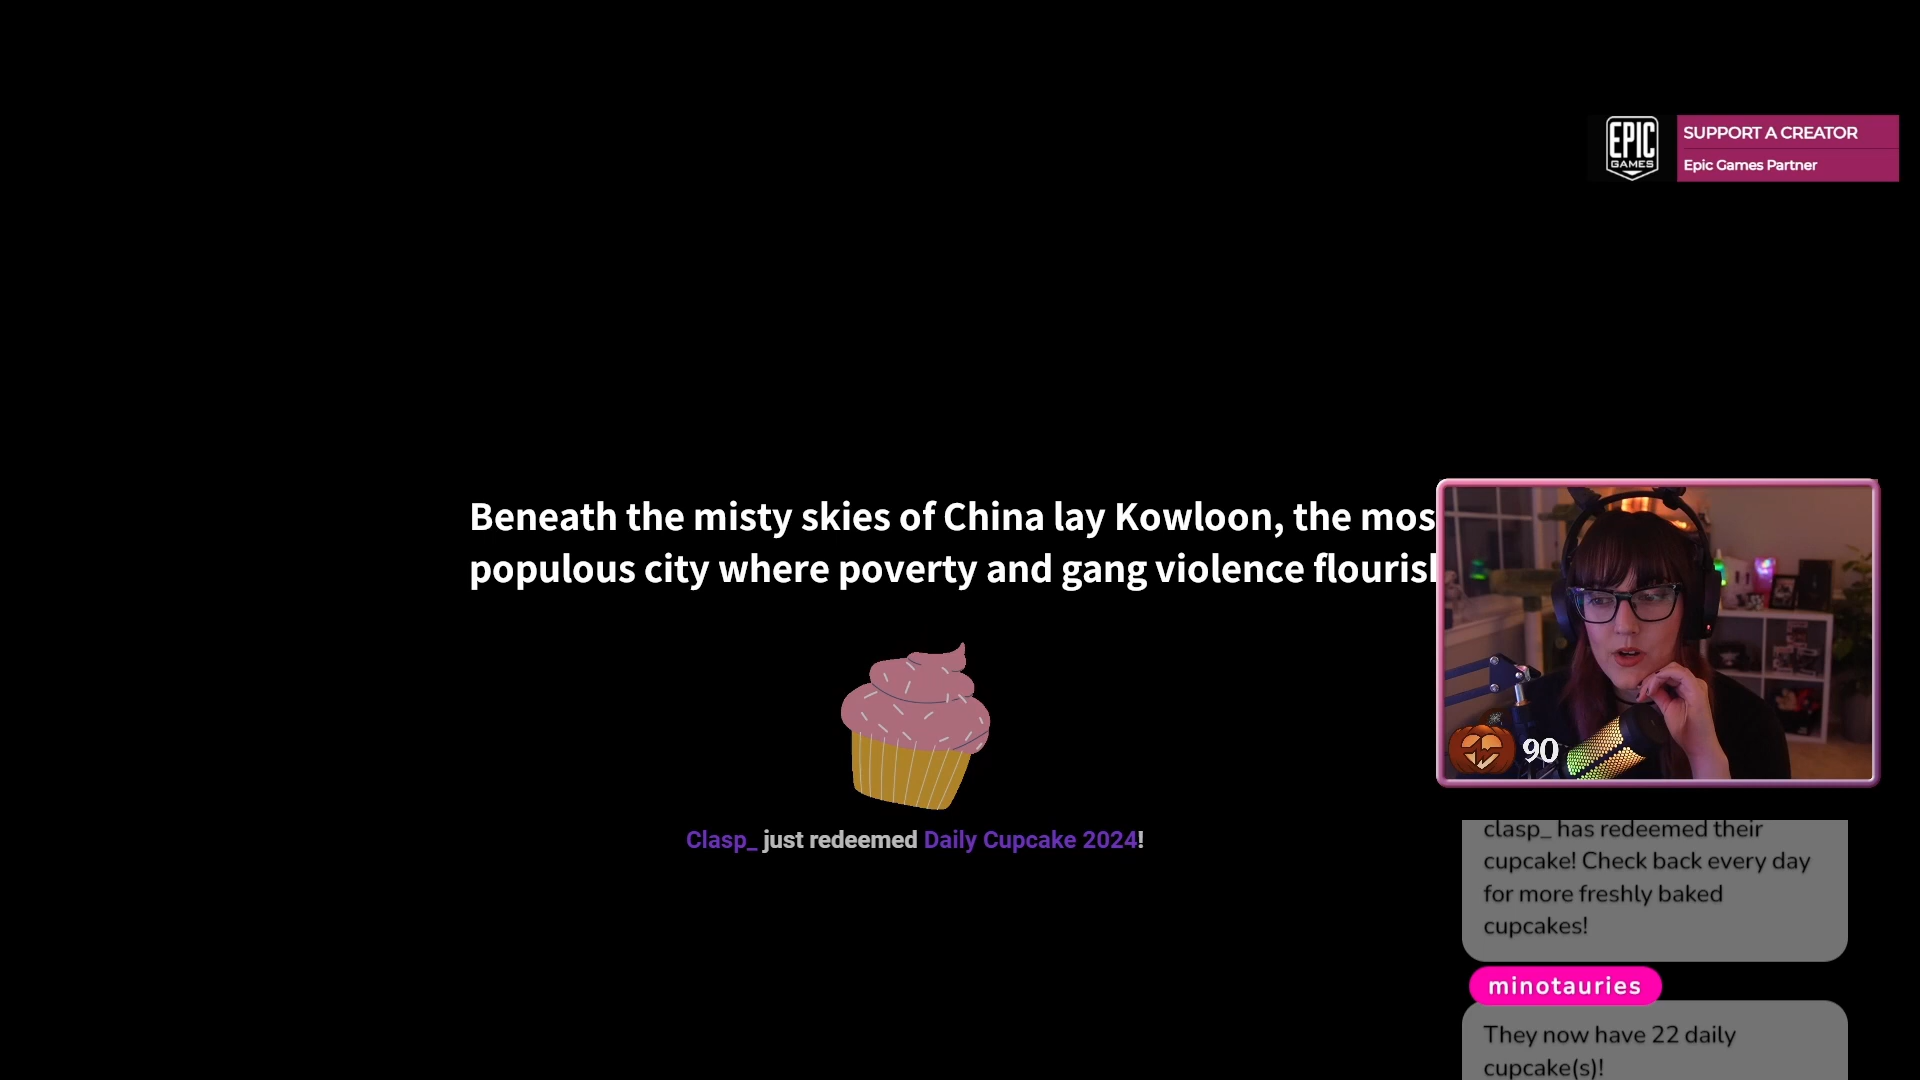 EPIC
GAMES
SUPPORT A CREATOR
Epic Games Partner
Beneath the misty skies of China lay Kowloon, the mos
populous city where poverty and gang violence flouris
90
Clasp_ just redeemed Daily Cupcake 2024!
clasp_ has redeemed their
cupcake! Check back every day
for more freshly baked
cupcakes!
minotauries
They now have 22 daily
cupcake(s)!